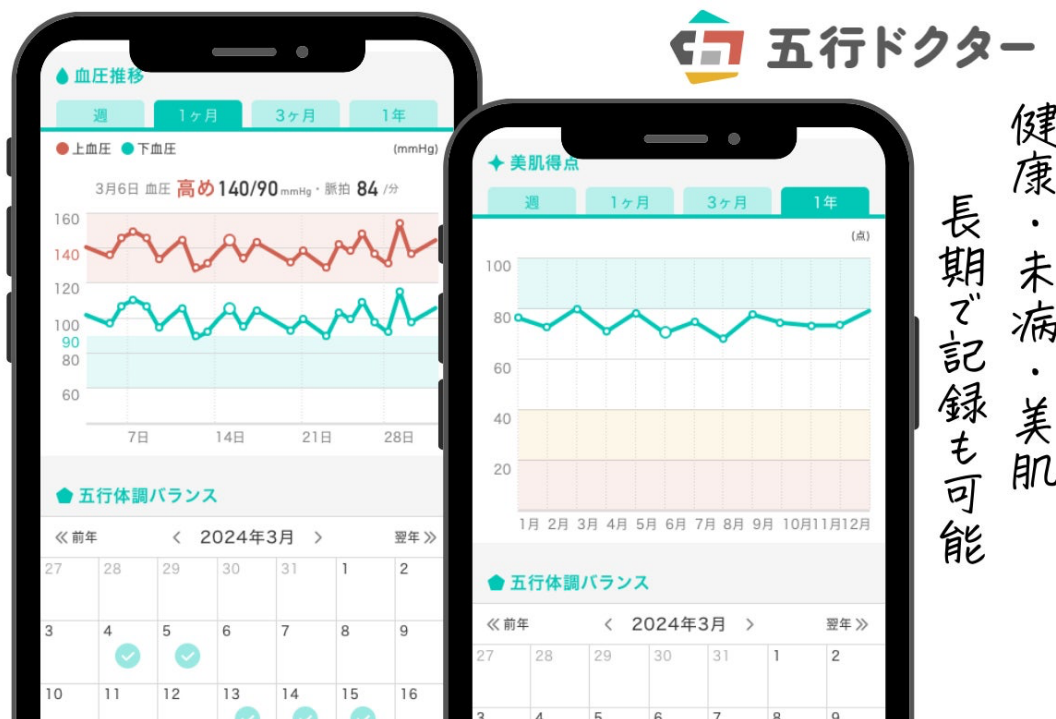 五行ドクター
健康・未病・美肌
長期で記録も可能
血圧推移
週 1ヶ月 3ヶ月 1年
上血圧 下血圧 (mmHg)
3月6日 血圧 高め 140/90 mmHg・脈拍 84 /分
160
140
120
100
90
80
60
7日 14日 21日 28日
五行体調バランス
≪前年 < 2024年3月 > 翌年≫
27 28 29 30 31 1 2
3 4 5 6 7 8 9
10 11 12 13 14 15 16
美肌得点
週 1ヶ月 3ヶ月 1年
(点)
100
80
60
40
20
1月 2月 3月 4月 5月 6月 7月 8月 9月 10月11月12月
五行体調バランス
≪前年 < 2024年3月 > 翌年≫
27 28 29 30 31 1 2
3 4 5 6 7 8 9